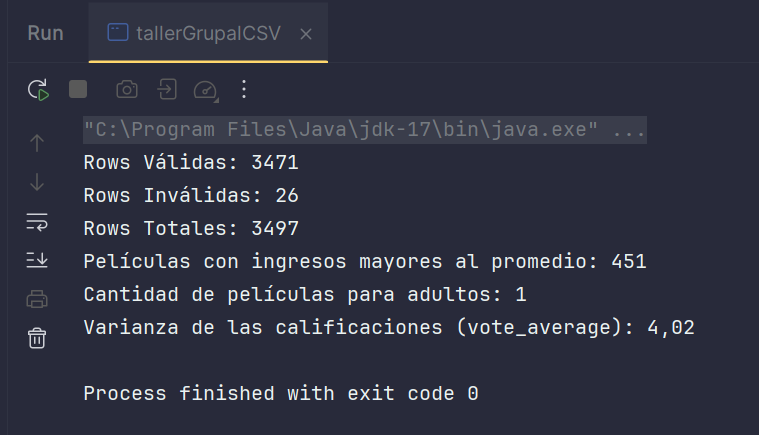 Run
tallerGrupalCSV
"C:\Program Files\Java\jdk-17\bin\java.exe" ...
Rows Válidas: 3471
Rows Inválidas: 26
Rows Totales: 3497
Películas con ingresos mayores al promedio: 451
Cantidad de películas para adultos: 1
Varianza de las calificaciones (vote_average): 4,02
Process finished with exit code 0